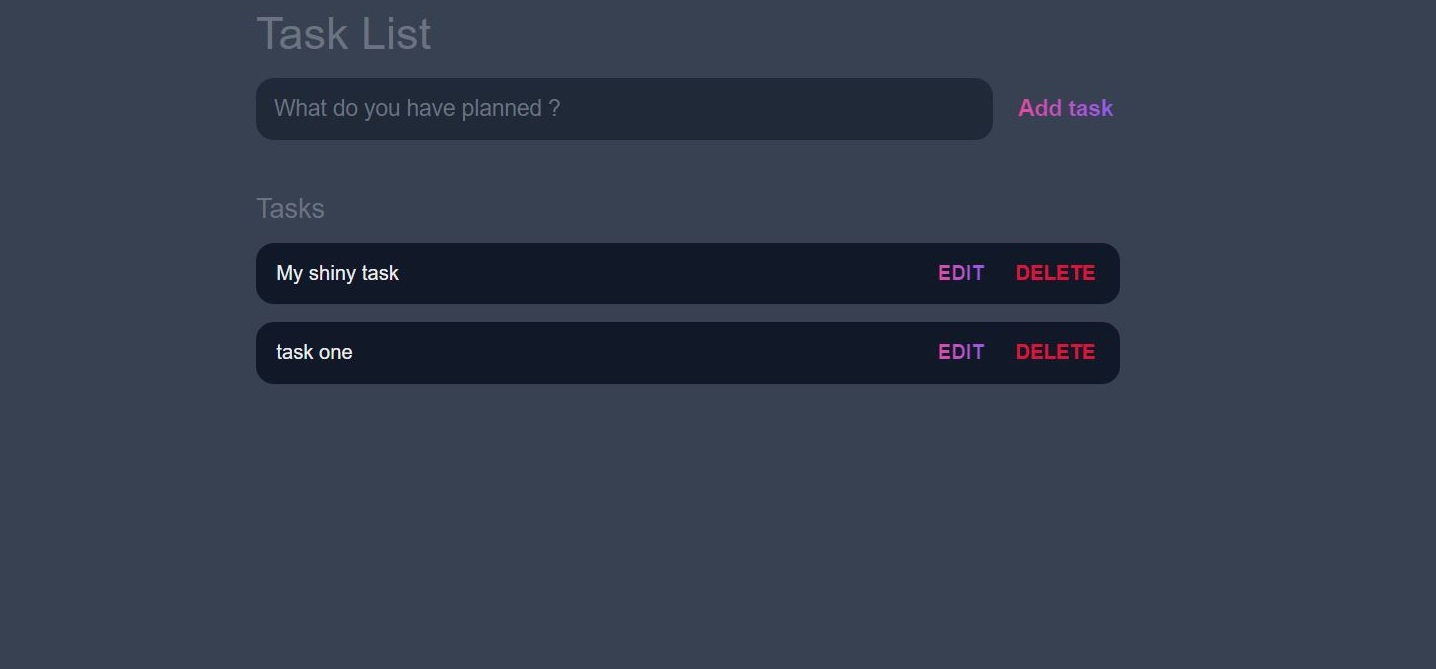 Task List
What do you have planned ? Add task
Tasks
My shiny task EDIT DELETE
task one EDIT DELETE